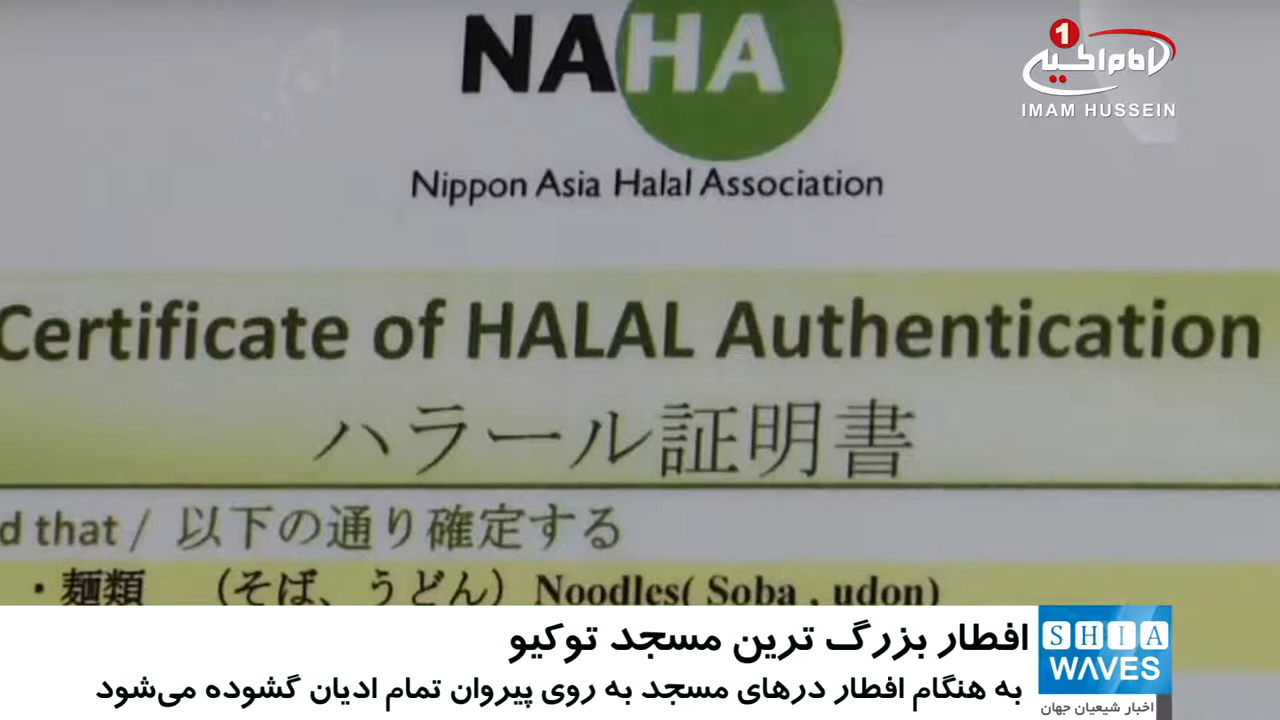 NAHA
1
امام حسین
IMAM HUSSEIN
Nippon Asia Halal Association
Certificate of HALAL Authentication
ハラール証明書
d that / 以下の通り確定する
・麺類 （そば、うどん）Noodles( Soba , udon)
افطار بزرگ ترین مسجد توکیو
به هنگام افطار درهای مسجد به روی پیروان تمام ادیان گشوده می‌شود
SHIA
WAVES
اخبار شیعیان جهان